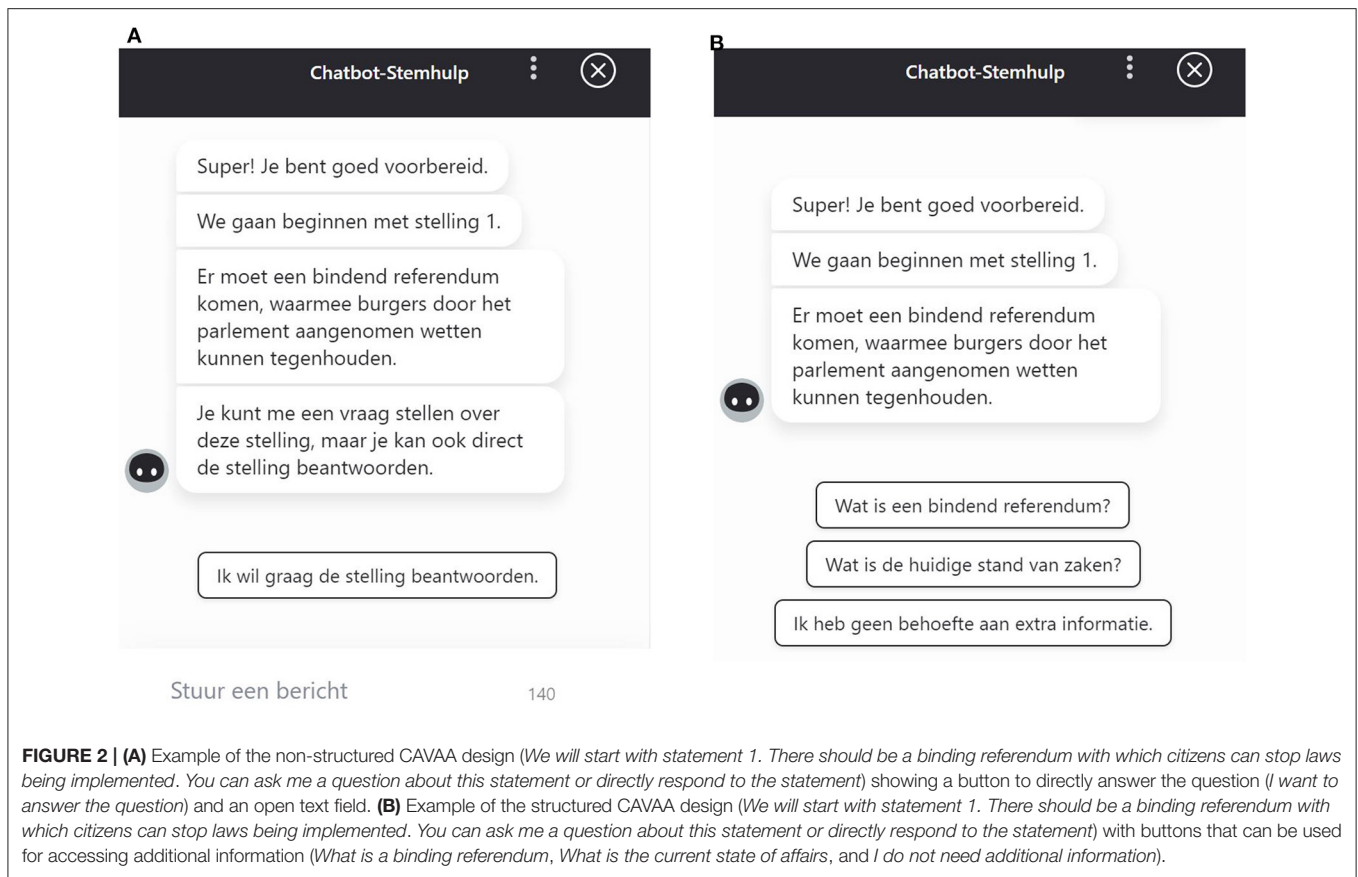 A
Chatbot-Stemhulp
Super! Je bent goed voorbereid.
We gaan beginnen met stelling 1.
Er moet een bindend referendum
komen, waarmee burgers door het
parlement aangenomen wetten
kunnen tegenhouden.
Je kunt me een vraag stellen over
deze stelling, maar je kan ook direct
de stelling beantwoorden.
Ik wil graag de stelling beantwoorden.
Stuur een bericht
140
B
Chatbot-Stemhulp
Super! Je bent goed voorbereid.
We gaan beginnen met stelling 1.
Er moet een bindend referendum
komen, waarmee burgers door het
parlement aangenomen wetten
kunnen tegenhouden.
Wat is een bindend referendum?
Wat is de huidige stand van zaken?
Ik heb geen behoefte aan extra informatie.
FIGURE 2 | (A) Example of the non-structured CAVAA design (We will start with statement 1. There should be a binding referendum with which citizens can stop laws
being implemented. You can ask me a question about this statement or directly respond to the statement) showing a button to directly answer the question (I want to
answer the question) and an open text field. (B) Example of the structured CAVAA design (We will start with statement 1. There should be a binding referendum with
which citizens can stop laws being implemented. You can ask me a question about this statement or directly respond to the statement) with buttons that can be used
for accessing additional information (What is a binding referendum, What is the current state of affairs, and I do not need additional information).